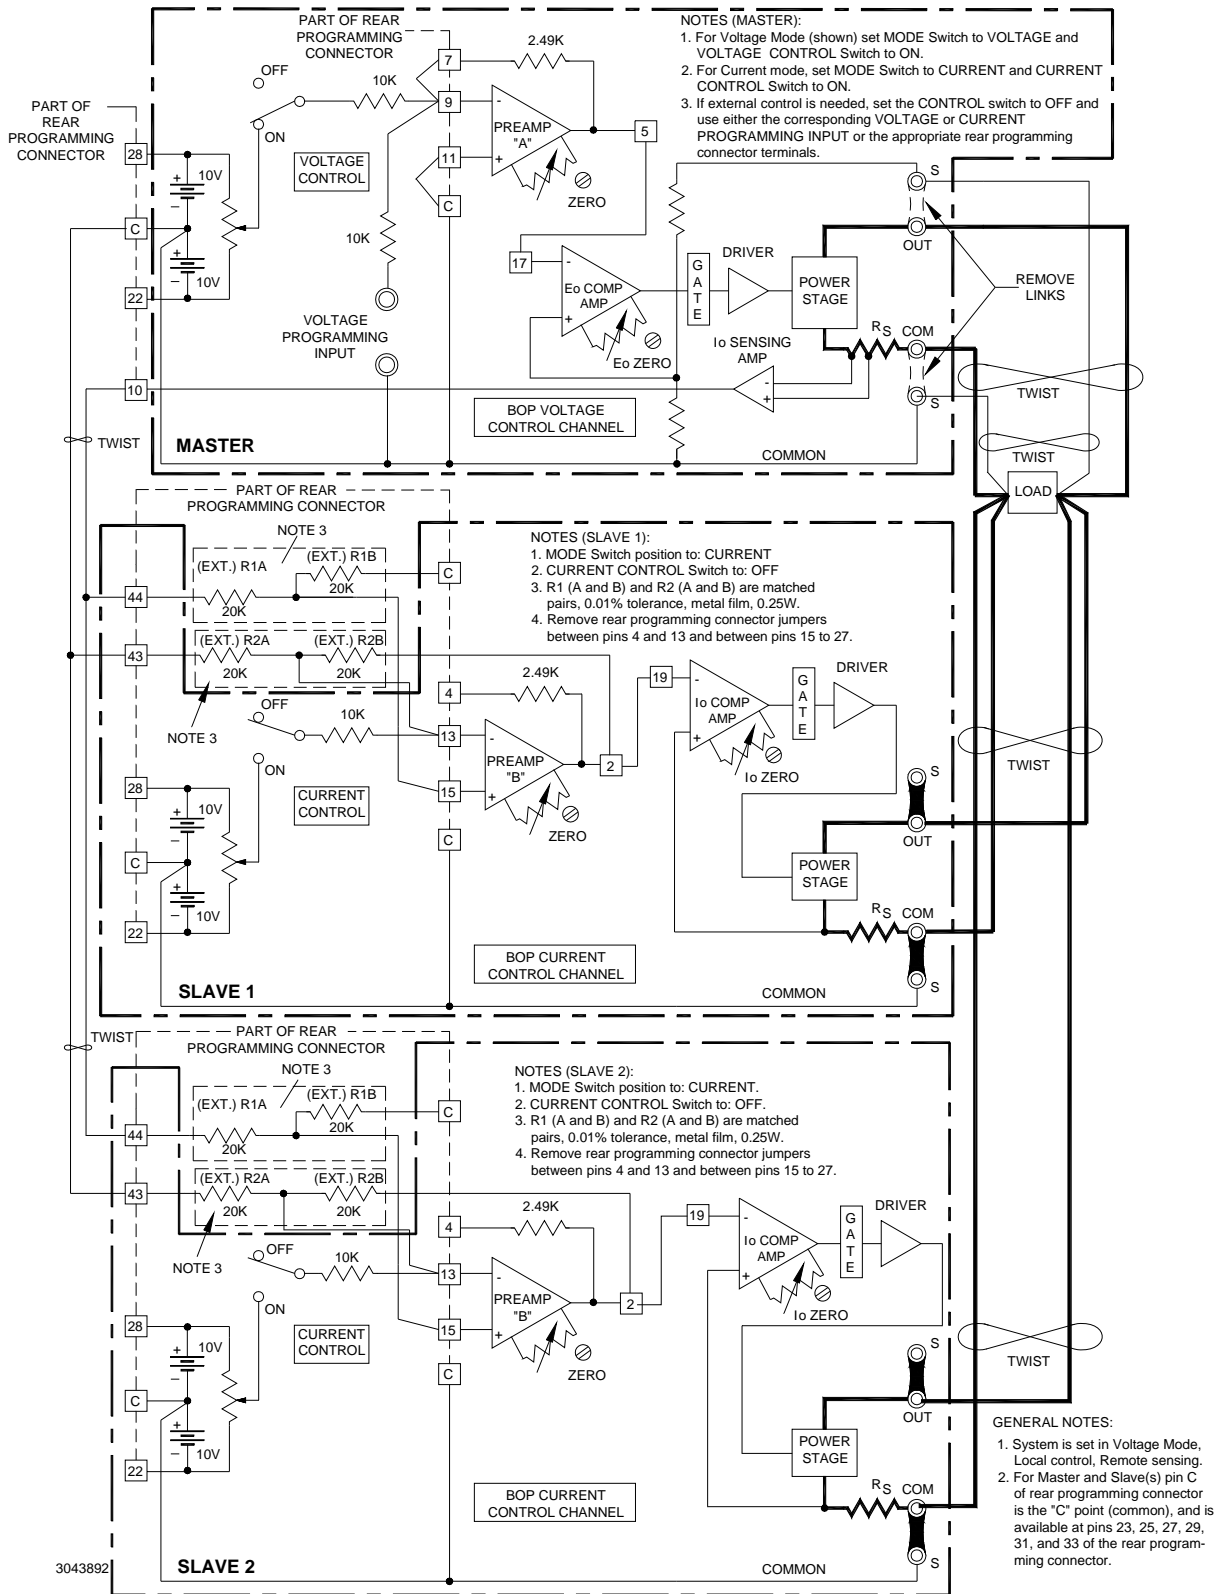 PART OF REAR
PROGRAMMING
CONNECTOR
NOTES (MASTER):
1. For Voltage Mode (shown) set MODE Switch to VOLTAGE and
VOLTAGE CONTROL Switch to ON.
2. For Current mode, set MODE Switch to CURRENT and CURRENT
CONTROL Switch to ON.
3. If external control is needed, set the CONTROL switch to OFF and
use either the corresponding VOLTAGE or CURRENT
PROGRAMMING INPUT or the appropriate rear programming
connector terminals.
PART OF
REAR
PROGRAMMING
CONNECTOR
28
C
22
10
+
10V
–
+
–
10V
OFF
ON
10K
VOLTAGE
CONTROL
10K
VOLTAGE
PROGRAMMING
INPUT
7
9
11
C
2.49K
-
+
PREAMP
"A"
ZERO
5
17
-
+
Eo COMP
AMP
Eo ZERO
GATE
DRIVER
POWER
STAGE
S
OUT
REMOVE
LINKS
RS
COM
S
Io SENSING
AMP
-
+
BOP VOLTAGE
CONTROL CHANNEL
COMMON
TWIST
TWIST
LOAD
TWIST
MASTER
PART OF REAR
PROGRAMMING CONNECTOR
NOTE 3
(EXT.) R1A
(EXT.) R1B
20K
20K
C
44
(EXT.) R2A
(EXT.) R2B
43
20K
20K
NOTE 3
NOTES (SLAVE 1):
1. MODE Switch position to: CURRENT
2. CURRENT CONTROL Switch to: OFF
3. R1 (A and B) and R2 (A and B) are matched
pairs, 0.01% tolerance, metal film, 0.25W.
4. Remove rear programming connector jumpers
between pins 4 and 13 and between pins 15 to 27.
4
2.49K
OFF
10K
ON
13
15
C
-
+
PREAMP
"B"
ZERO
2
19
-
+
Io COMP
AMP
Io ZERO
GATE
DRIVER
28
C
22
+
10V
–
+
–
10V
CURRENT
CONTROL
POWER
STAGE
S
OUT
RS
COM
S
TWIST
BOP CURRENT
CONTROL CHANNEL
COMMON
SLAVE 1
TWIST
PART OF REAR
PROGRAMMING CONNECTOR
NOTE 3
(EXT.) R1A
(EXT.) R1B
20K
20K
C
44
(EXT.) R2A
(EXT.) R2B
43
20K
20K
NOTE 3
NOTES (SLAVE 2):
1. MODE Switch position to: CURRENT.
2. CURRENT CONTROL Switch to: OFF.
3. R1 (A and B) and R2 (A and B) are matched
pairs, 0.01% tolerance, metal film, 0.25W.
4. Remove rear programming connector jumpers
between pins 4 and 13 and between pins 15 to 27.
4
2.49K
OFF
10K
ON
13
15
C
-
+
PREAMP
"B"
ZERO
2
19
-
+
Io COMP
AMP
Io ZERO
GATE
DRIVER
28
C
22
+
10V
–
+
–
10V
CURRENT
CONTROL
POWER
STAGE
S
OUT
RS
COM
S
TWIST
BOP CURRENT
CONTROL CHANNEL
COMMON
GENERAL NOTES:
1. System is set in Voltage Mode,
Local control, Remote sensing.
2. For Master and Slave(s) pin C
of rear programming connector
is the "C" point (common), and is
available at pins 23, 25, 27, 29,
31, and 33 of the rear program-
ming connector.
3043892
SLAVE 2